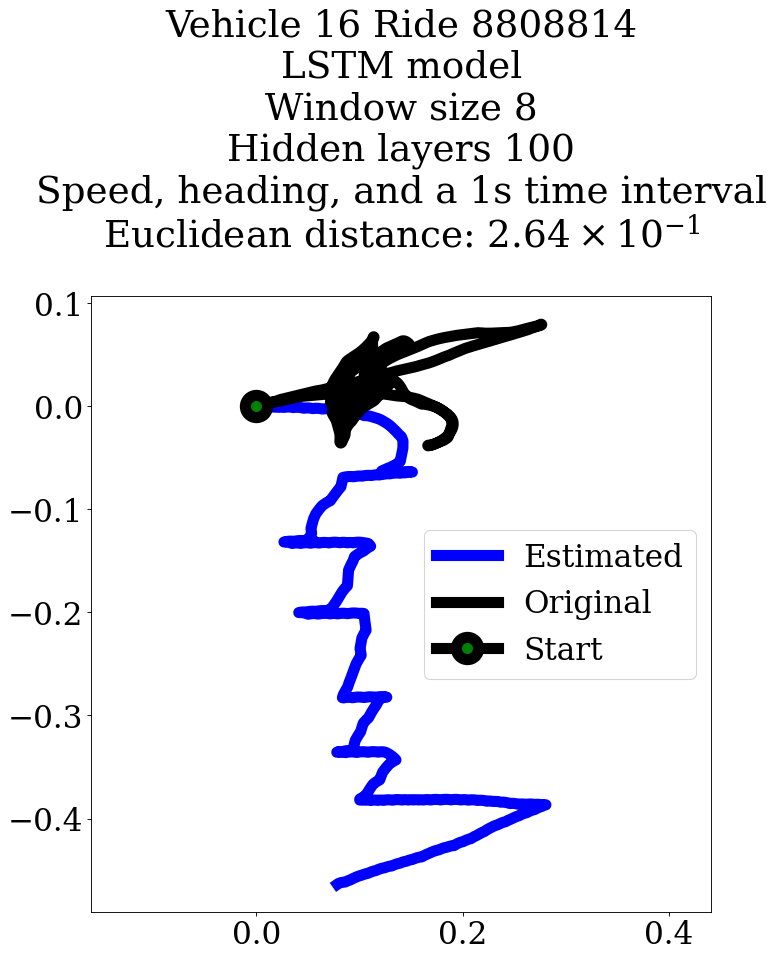 Vehicle 16 Ride 8808814
LSTM model
Window size 8
Hidden layers 100
Speed, heading, and a 1s time interval
Euclidean distance: 2.64 × 10⁻¹
0.1
0.0
−0.1
−0.2
−0.3
−0.4
Estimated
Original
Start
0.0 0.2 0.4